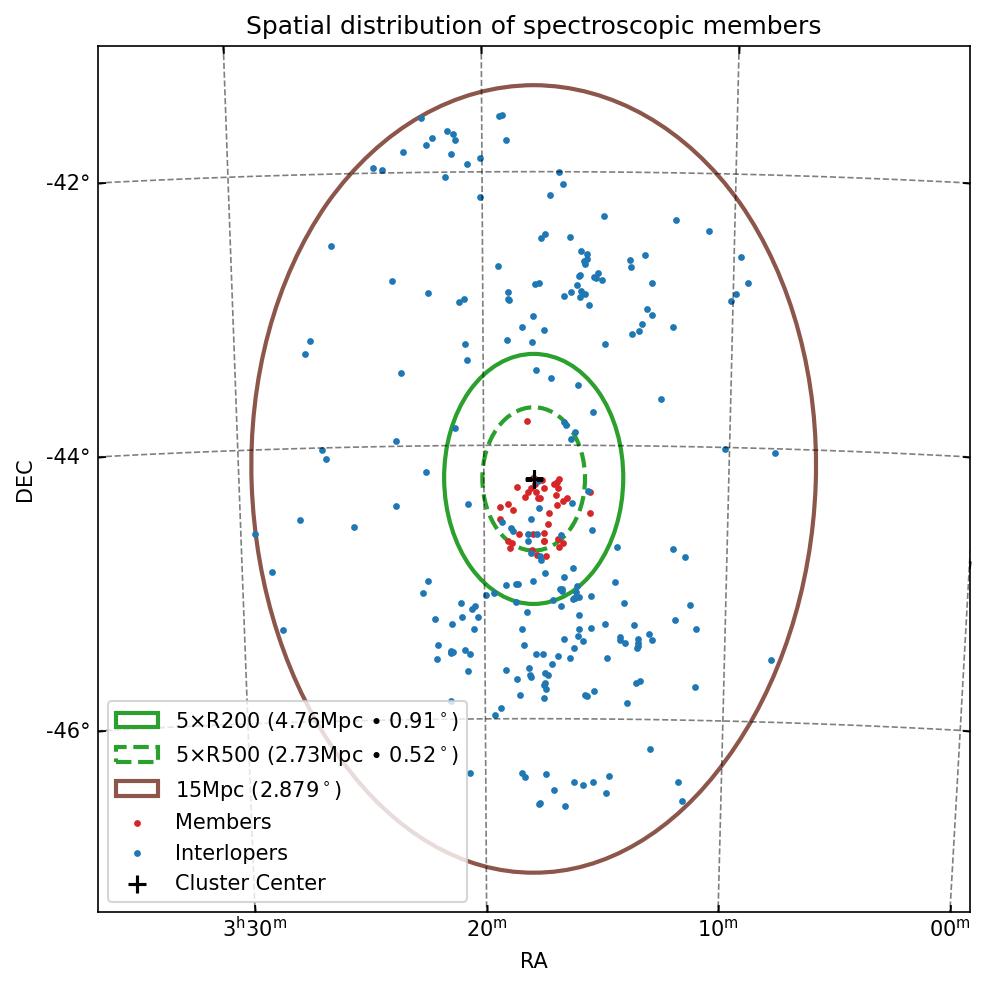 Spatial distribution of spectroscopic members
-42°
-44°
-46°
DEC
5×R200 (4.76Mpc • 0.91°)
5×R500 (2.73Mpc • 0.52°)
15Mpc (2.879°)
Members
Interlopers
Cluster Center
3h30m 20m 10m 00m
RA